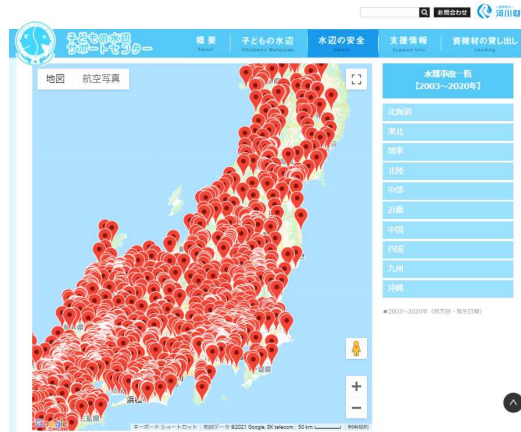 お問合わせ
子どもの水辺
サポートセンター
概要
About
子どもの水辺
Children's Waterside
水辺の安全
Safety
支援情報
Support info
資機材の貸し出し
Lending
地図
航空写真
水難事故一覧
【2003～2020年】
北海道
東北
関東
北陸
中部
近畿
中国
四国
九州
沖縄
■2003～2020年（地方別・発生日順）
浜松
Google
キーボード ショートカット
地図データ ©2021 Google, SK telecom
50 km
利用規約